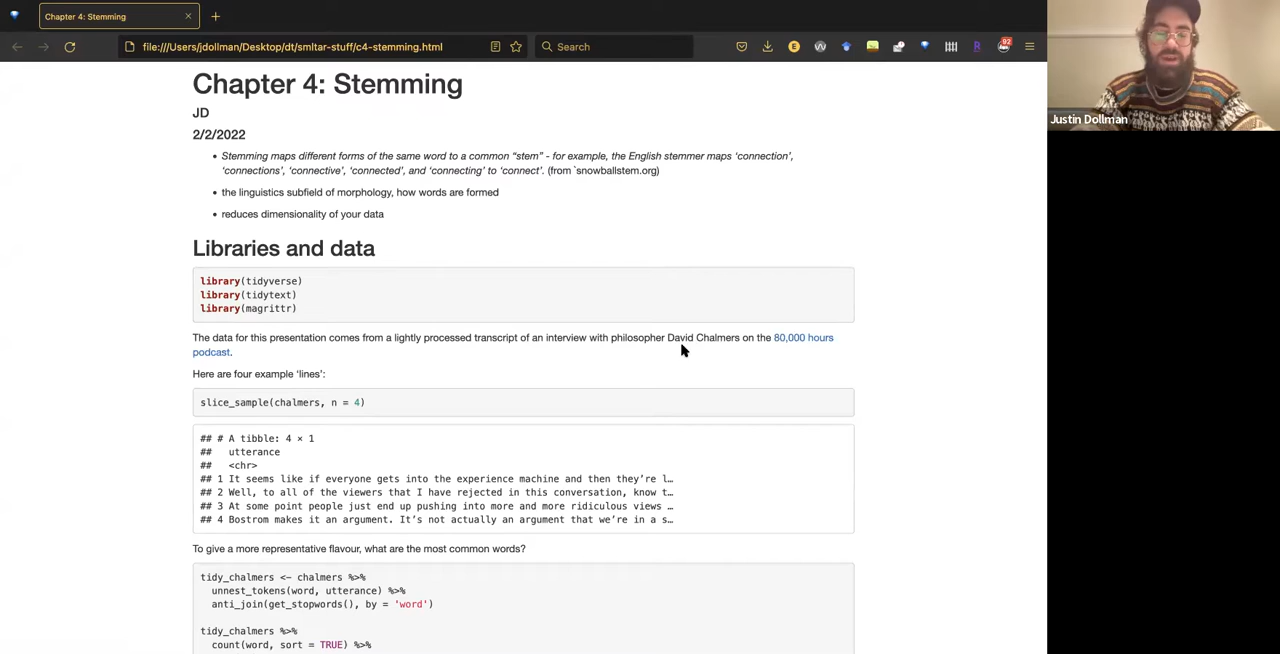 Chapter 4: Stemming
file:///Users/jdollman/Desktop/dt/smltar-stuff/c4-stemming.html
Search
92
Justin Dollman
Chapter 4: Stemming
JD
2/2/2022
• Stemming maps different forms of the same word to a common “stem” - for example, the English stemmer maps ‘connection’,
‘connections’, ‘connective’, ‘connected’, and ‘connecting’ to ‘connect’. (from `snowballstem.org)
• the linguistics subfield of morphology, how words are formed
• reduces dimensionality of your data
Libraries and data
library(tidyverse)
library(tidytext)
library(magrittr)
The data for this presentation comes from a lightly processed transcript of an interview with philosopher David Chalmers on the 80,000 hours
podcast.
Here are four example ‘lines’:
slice_sample(chalmers, n = 4)
## # A tibble: 4 × 1
## utterance
## <chr>
## 1 It seems like if everyone gets into the experience machine and then they’re l…
## 2 Well, to all of the viewers that I have rejected in this conversation, know t…
## 3 At some point people just end up pushing into more and more ridiculous views …
## 4 Bostrom makes it an argument. It’s not actually an argument that we’re in a s…
To give a more representative flavour, what are the most common words?
tidy_chalmers <- chalmers %>%
unnest_tokens(word, utterance) %>%
anti_join(get_stopwords(), by = 'word')
tidy_chalmers %>%
count(word, sort = TRUE) %>%